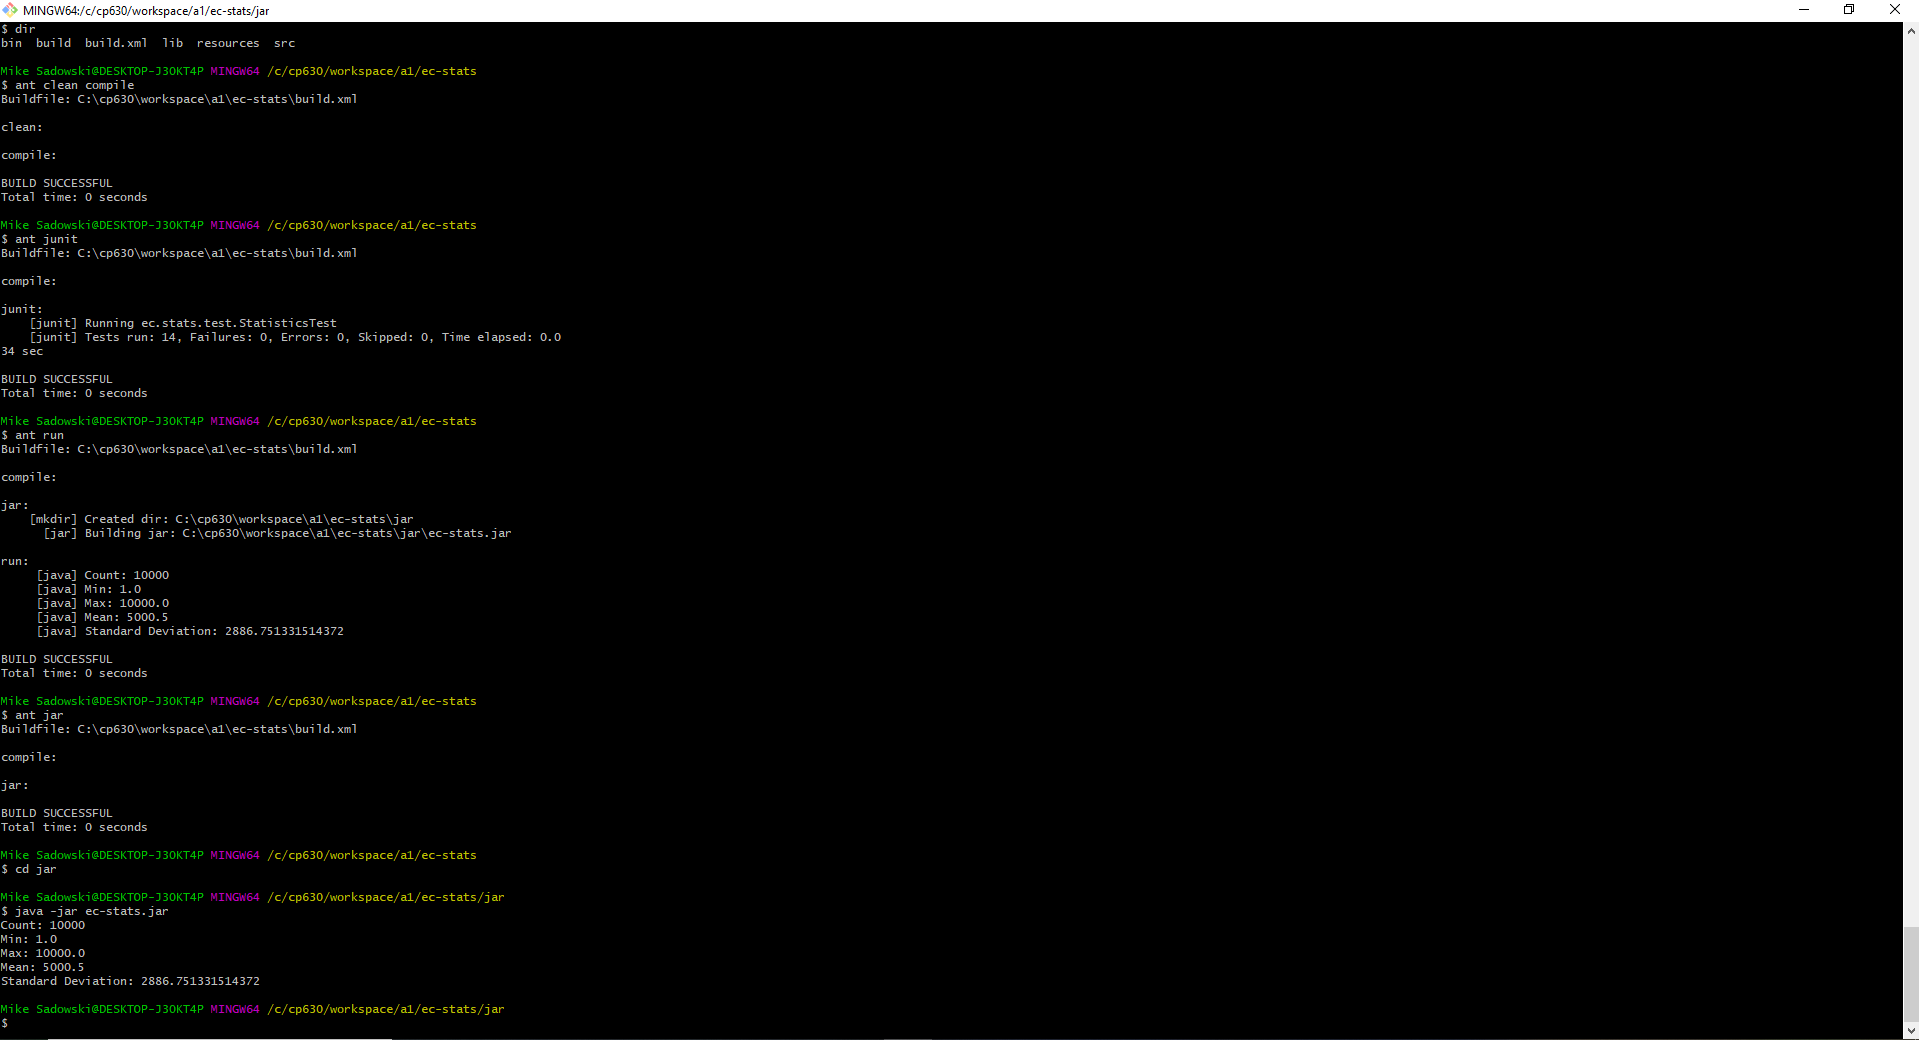 MINGW64:/c/cp630/workspace/a1/ec-stats/jar
$ dir
bin  build  build.xml  lib  resources  src
Mike Sadowski@DESKTOP-J3OKT4P MINGW64 /c/cp630/workspace/a1/ec-stats
$ ant clean compile
Buildfile: C:\cp630\workspace\a1\ec-stats\build.xml
clean:
compile:
BUILD SUCCESSFUL
Total time: 0 seconds
Mike Sadowski@DESKTOP-J3OKT4P MINGW64 /c/cp630/workspace/a1/ec-stats
$ ant junit
Buildfile: C:\cp630\workspace\a1\ec-stats\build.xml
compile:
junit:
    [junit] Running ec.stats.test.StatisticsTest
    [junit] Tests run: 14, Failures: 0, Errors: 0, Skipped: 0, Time elapsed: 0.0
34 sec
BUILD SUCCESSFUL
Total time: 0 seconds
Mike Sadowski@DESKTOP-J3OKT4P MINGW64 /c/cp630/workspace/a1/ec-stats
$ ant run
Buildfile: C:\cp630\workspace\a1\ec-stats\build.xml
compile:
jar:
    [mkdir] Created dir: C:\cp630\workspace\a1\ec-stats\jar
      [jar] Building jar: C:\cp630\workspace\a1\ec-stats\jar\ec-stats.jar
run:
     [java] Count: 10000
     [java] Min: 1.0
     [java] Max: 10000.0
     [java] Mean: 5000.5
     [java] Standard Deviation: 2886.751331514372
BUILD SUCCESSFUL
Total time: 0 seconds
Mike Sadowski@DESKTOP-J3OKT4P MINGW64 /c/cp630/workspace/a1/ec-stats
$ ant jar
Buildfile: C:\cp630\workspace\a1\ec-stats\build.xml
compile:
jar:
BUILD SUCCESSFUL
Total time: 0 seconds
Mike Sadowski@DESKTOP-J3OKT4P MINGW64 /c/cp630/workspace/a1/ec-stats
$ cd jar
Mike Sadowski@DESKTOP-J3OKT4P MINGW64 /c/cp630/workspace/a1/ec-stats/jar
$ java -jar ec-stats.jar
Count: 10000
Min: 1.0
Max: 10000.0
Mean: 5000.5
Standard Deviation: 2886.751331514372
Mike Sadowski@DESKTOP-J3OKT4P MINGW64 /c/cp630/workspace/a1/ec-stats/jar
$